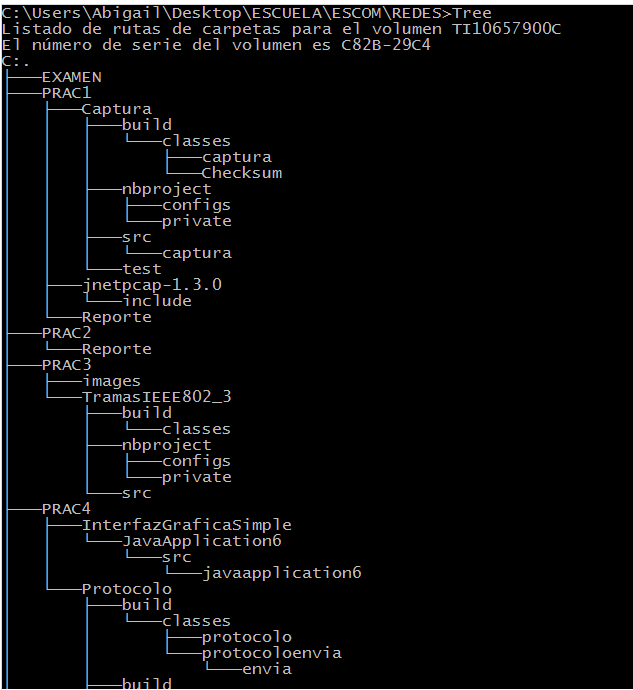 C:\Users\Abigail\Desktop\ESCUELA\ESCOM\REDES>Tree
Listado de rutas de carpetas para el volumen TI10657900C
El número de serie del volumen es C82B-29C4
C:.
├───EXAMEN
├───PRAC1
│   ├───Captura
│   │   ├───build
│   │   │   └───classes
│   │   │       ├───captura
│   │   │       └───Checksum
│   │   ├───nbproject
│   │   │   ├───configs
│   │   │   └───private
│   │   ├───src
│   │   │   └───captura
│   │   └───test
│   ├───jnetpcap-1.3.0
│   │   └───include
│   └───Reporte
├───PRAC2
│   └───Reporte
├───PRAC3
│   ├───images
│   └───TramasIEEE802_3
│       ├───build
│       │   └───classes
│       ├───nbproject
│       │   ├───configs
│       │   └───private
│       └───src
├───PRAC4
│   ├───InterfazGraficaSimple
│   │   └───JavaApplication6
│   │       └───src
│   │           └───javaapplication6
│   └───Protocolo
│       ├───build
│       │   └───classes
│       │       ├───protocolo
│       │       └───protocoloenvia
│       │           └───envia
│       ├───build